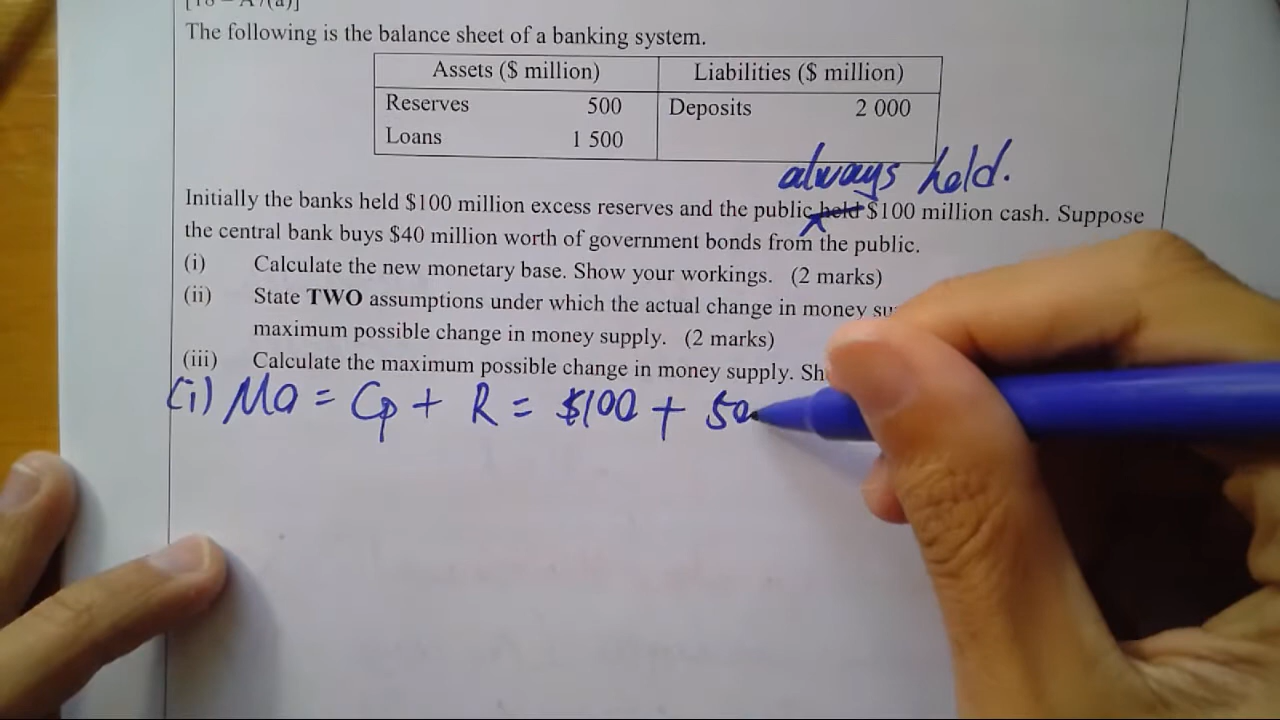 The following is the balance sheet of a banking system.
Assets ($ million) Liabilities ($ million)
Reserves 500 Deposits 2 000
Loans 1 500
always held.
Initially the banks held $100 million excess reserves and the public held $100 million cash. Suppose
the central bank buys $40 million worth of government bonds from the public.
(i) Calculate the new monetary base. Show your workings. (2 marks)
(ii) State TWO assumptions under which the actual change in money
maximum possible change in money supply. (2 marks)
(iii) Calculate the maximum possible change in money supply.
(i) Ma = Cp + R = $100 +